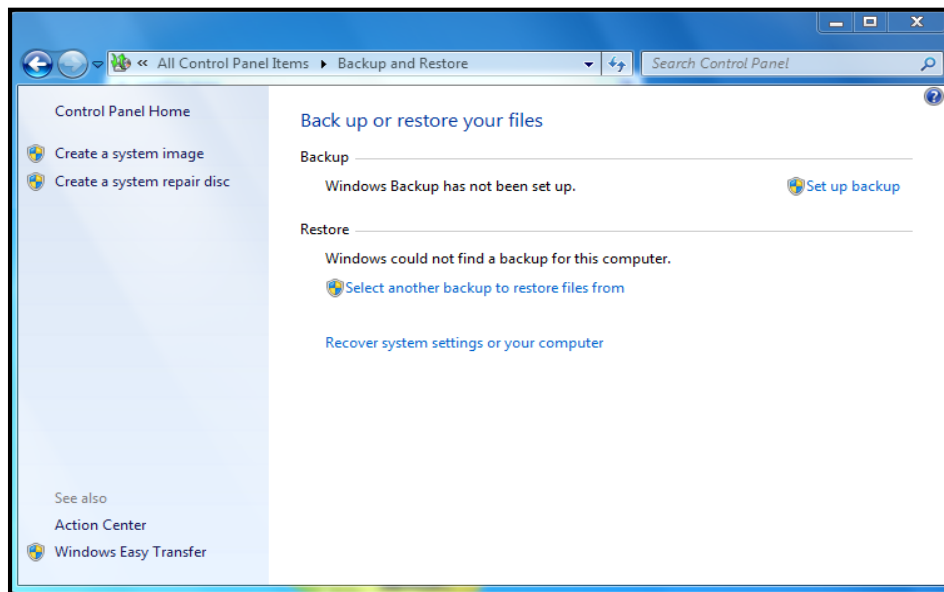 « All Control Panel Items ▸ Backup and Restore
Search Control Panel
Control Panel Home
Create a system image
Create a system repair disc
See also
Action Center
Windows Easy Transfer
Back up or restore your files
Backup
Windows Backup has not been set up.
Set up backup
Restore
Windows could not find a backup for this computer.
Select another backup to restore files from
Recover system settings or your computer